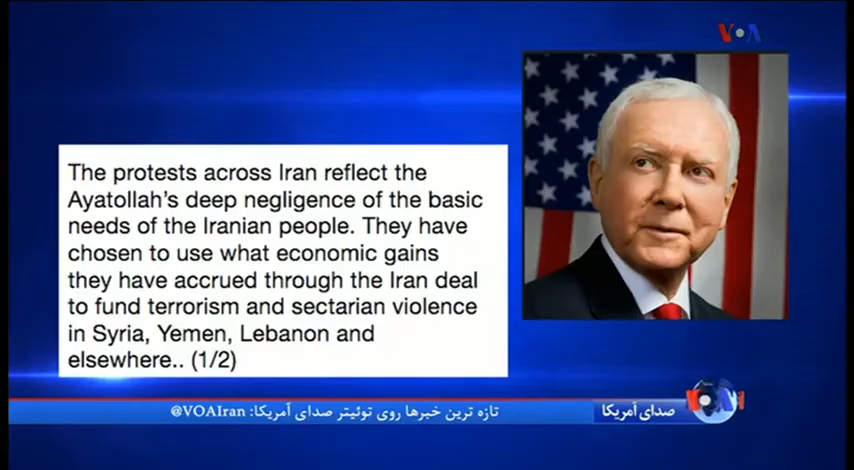 VOA
The protests across Iran reflect the
Ayatollah's deep negligence of the basic
needs of the Iranian people. They have
chosen to use what economic gains
they have accrued through the Iran deal
to fund terrorism and sectarian violence
in Syria, Yemen, Lebanon and
elsewhere.. (1/2)
صدای آمریکا
تازه ترین خبرها روی توئیتر صدای آمریکا: @VOAIran